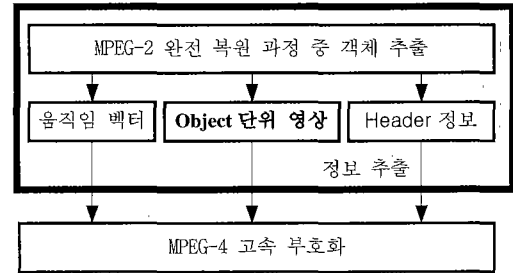 MPEG-2 완전 복원 과정 중 객체 추출
움직임 벡터
Object 단위 영상
Header 정보
정보 추출
MPEG-4 고속 부호화